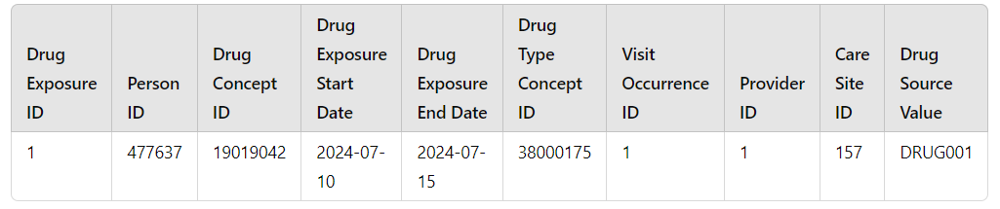 Drug Exposure ID | Person ID | Drug Concept ID | Drug Exposure Start Date | Drug Exposure End Date | Drug Type Concept ID | Visit Occurrence ID | Provider ID | Care Site ID | Drug Source Value
1 | 477637 | 19019042 | 2024-07-10 | 2024-07-15 | 38000175 | 1 | 1 | 157 | DRUG001